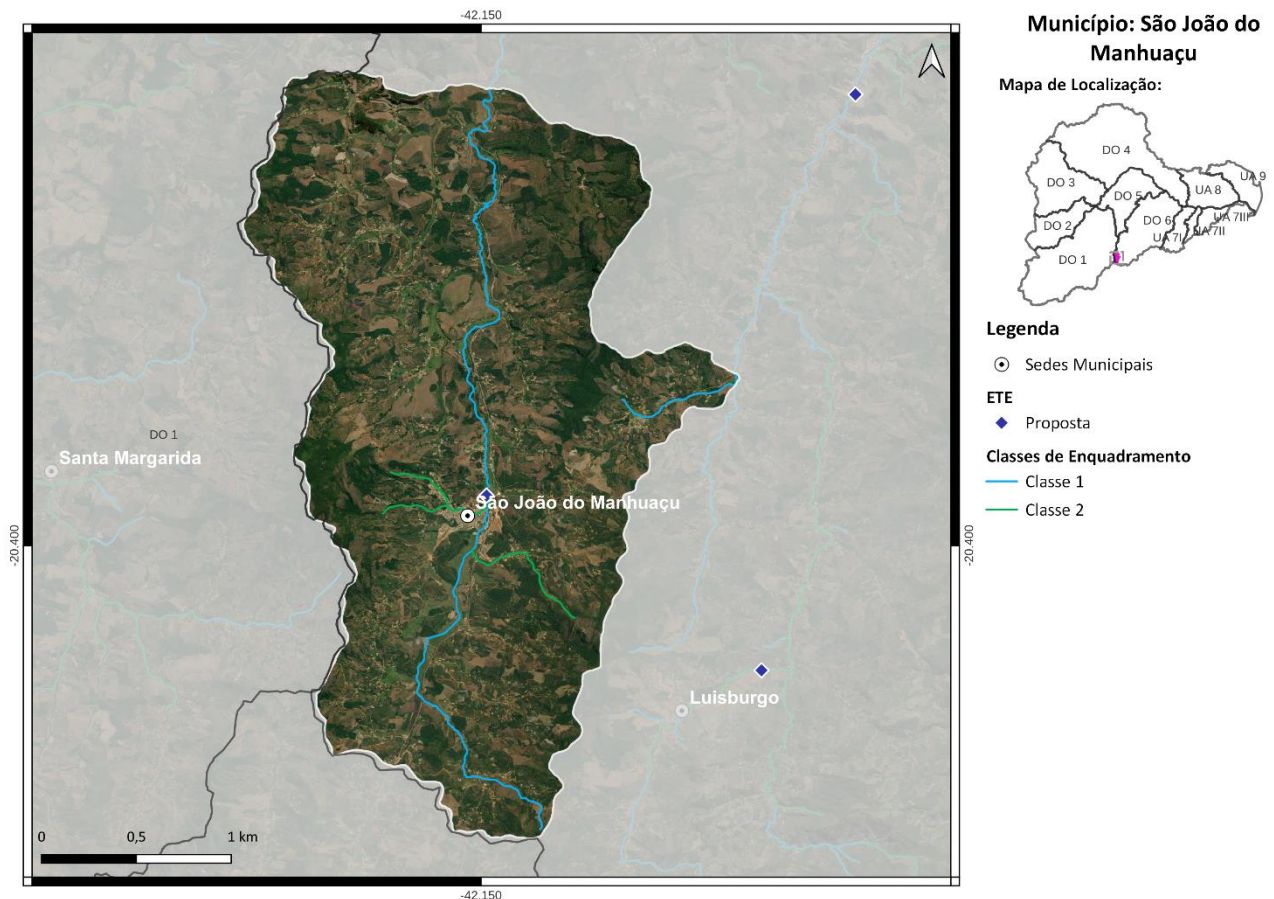 -42.150
Município: São João do
Manhuaçu
Mapa de Localização:
DO 4
DO 3
UA 9
UA 8
DO 5
DO 2
DO 6
UA 7III
UA 7II
UA 7I
DO 1
Legenda
Sedes Municipais
ETE
Proposta
Classes de Enquadramento
Classe 1
Classe 2
DO 1
Santa Margarida
São João do Manhuaçu
-20.400
-20.400
Luisburgo
0 0,5 1 km
-42.150